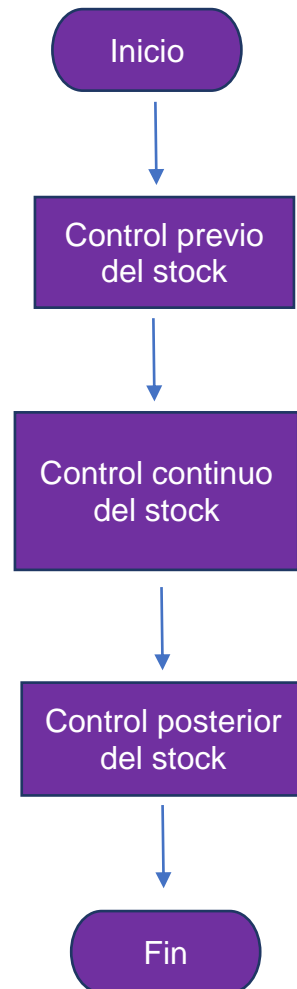 Inicio
Control previo
del stock
Control continuo
del stock
Control posterior
del stock
Fin